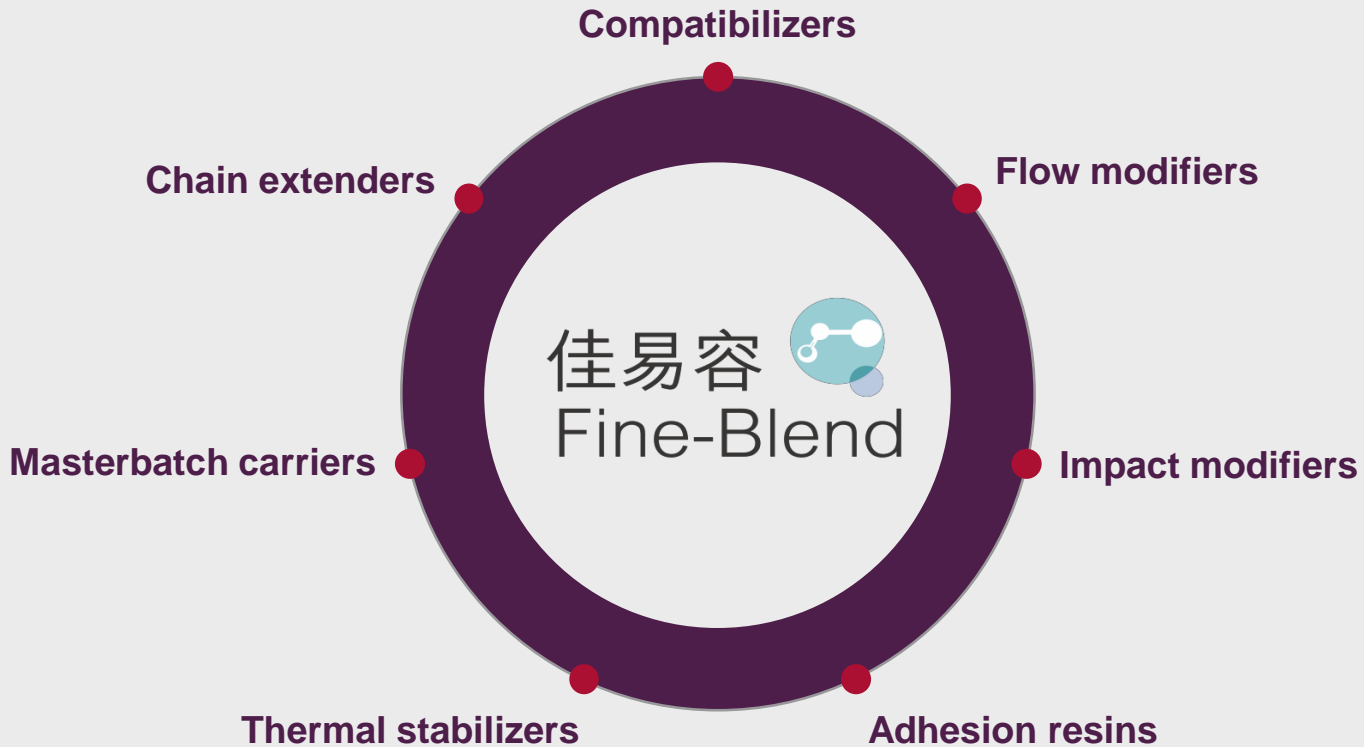 Compatibilizers
Chain extenders
Flow modifiers
佳易容
Fine-Blend
Masterbatch carriers
Impact modifiers
Thermal stabilizers
Adhesion resins